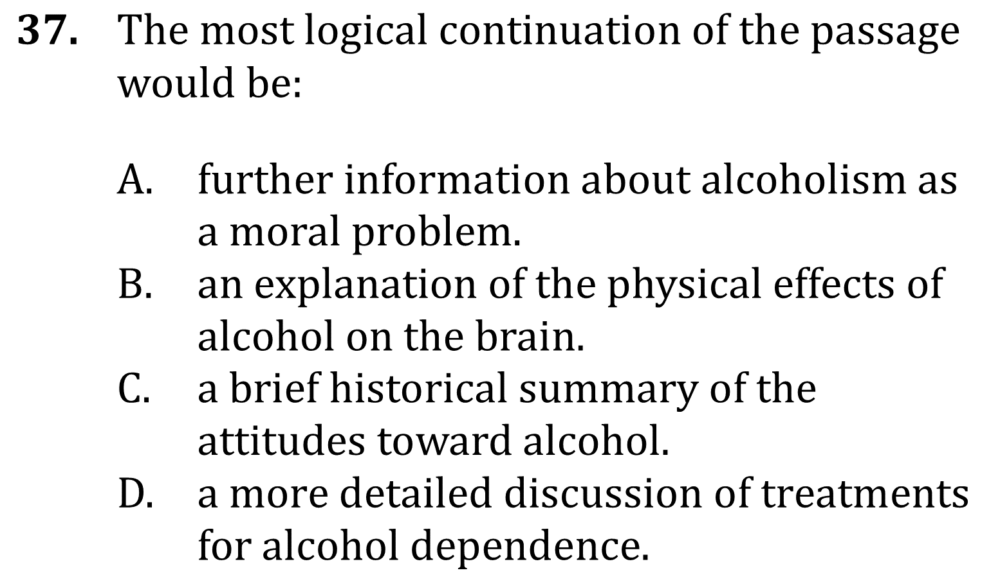 37. The most logical continuation of the passage
would be:
A. further information about alcoholism as
a moral problem.
B. an explanation of the physical effects of
alcohol on the brain.
C. a brief historical summary of the
attitudes toward alcohol.
D. a more detailed discussion of treatments
for alcohol dependence.